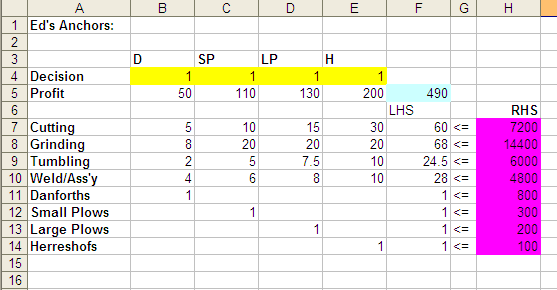 A B C D E F G H
1 Ed's Anchors:
2
3 D SP LP H
4 Decision 1 1 1 1
5 Profit 50 110 130 200 490
6 LHS RHS
7 Cutting 5 10 15 30 60 <= 7200
8 Grinding 8 20 20 20 68 <= 14400
9 Tumbling 2 5 7.5 10 24.5 <= 6000
10 Weld/Ass'y 4 6 8 10 28 <= 4800
11 Danforths 1 1 <= 800
12 Small Plows 1 1 <= 300
13 Large Plows 1 1 <= 200
14 Herreshofs 1 1 <= 100
15
16